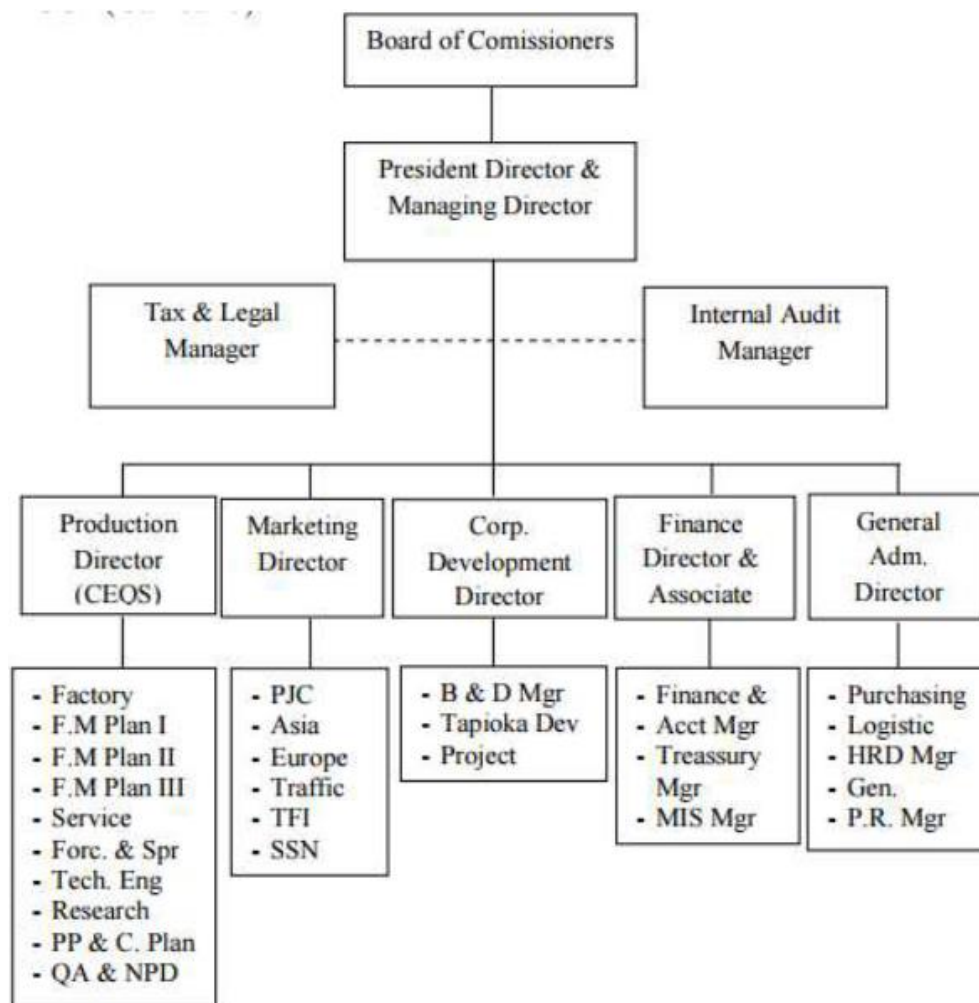 Board of Comissioners
President Director &
Managing Director
Tax & Legal
Manager
Internal Audit
Manager
Production
Director
(CEQS)
Marketing
Director
Corp.
Development
Director
Finance
Director &
Associate
General
Adm.
Director
- Factory
- F.M Plan I
- F.M Plan II
- F.M Plan III
- Service
- Forc. & Spr
- Tech. Eng
- Research
- PP & C. Plan
- QA & NPD
- PJC
- Asia
- Europe
- Traffic
- TFI
- SSN
- B & D Mgr
- Tapioka Dev
- Project
- Finance &
- Acct Mgr
- Treassury
Mgr
- MIS Mgr
- Purchasing
- Logistic
- HRD Mgr
- Gen.
- P.R. Mgr